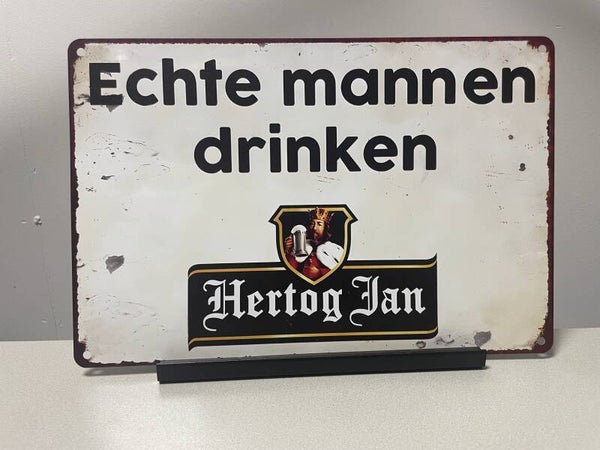 Echte mannen
drinken
Hertog Jan